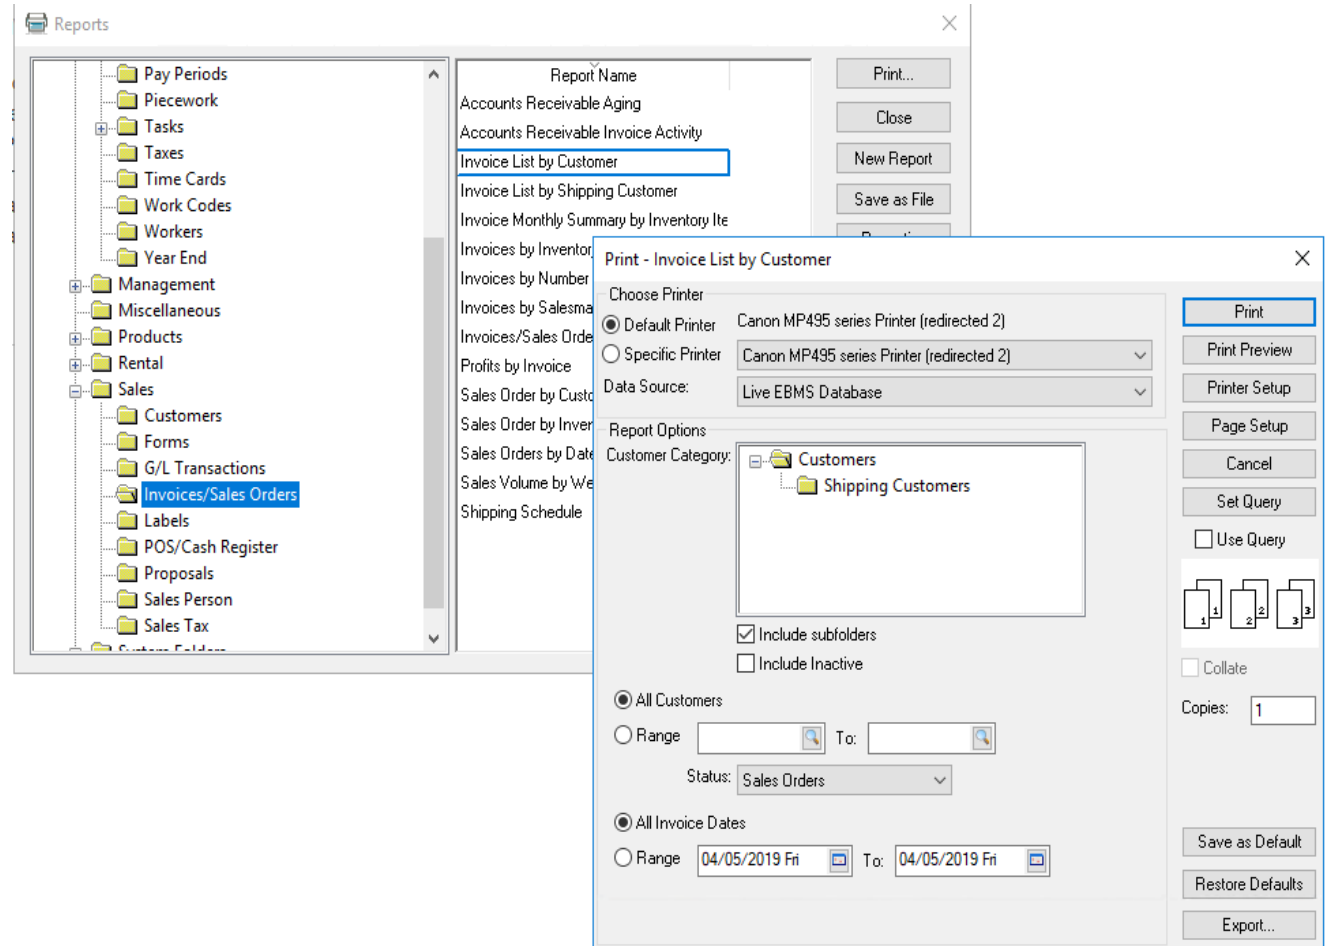 Reports
Pay Periods
Piecework
Tasks
Taxes
Time Cards
Work Codes
Workers
Year End
Management
Miscellaneous
Products
Rental
Sales
Customers
Forms
G/L Transactions
Invoices/Sales Orders
Labels
POS/Cash Register
Proposals
Sales Person
Sales Tax
Report Name
Accounts Receivable Aging
Accounts Receivable Invoice Activity
Invoice List by Customer
Invoice List by Shipping Customer
Invoice Monthly Summary by Inventory Ite
Invoices by Inventor
Invoices by Number
Invoices by Salesma
Invoices/Sales Orde
Profits by Invoice
Sales Order by Custo
Sales Order by Inver
Sales Orders by Date
Sales Volume by We
Shipping Schedule
Print...
Close
New Report
Save as File
Print - Invoice List by Customer
Choose Printer
Default Printer Canon MP495 series Printer (redirected 2)
Specific Printer Canon MP495 series Printer (redirected 2)
Data Source: Live EBMS Database
Report Options
Customer Category: Customers
Shipping Customers
Include subfolders
Include Inactive
All Customers
Range To:
Status: Sales Orders
All Invoice Dates
Range 04/05/2019 Fri To: 04/05/2019 Fri
Print
Print Preview
Printer Setup
Page Setup
Cancel
Set Query
Use Query
1 1 2 2 3 3
Collate
Copies: 1
Save as Default
Restore Defaults
Export...